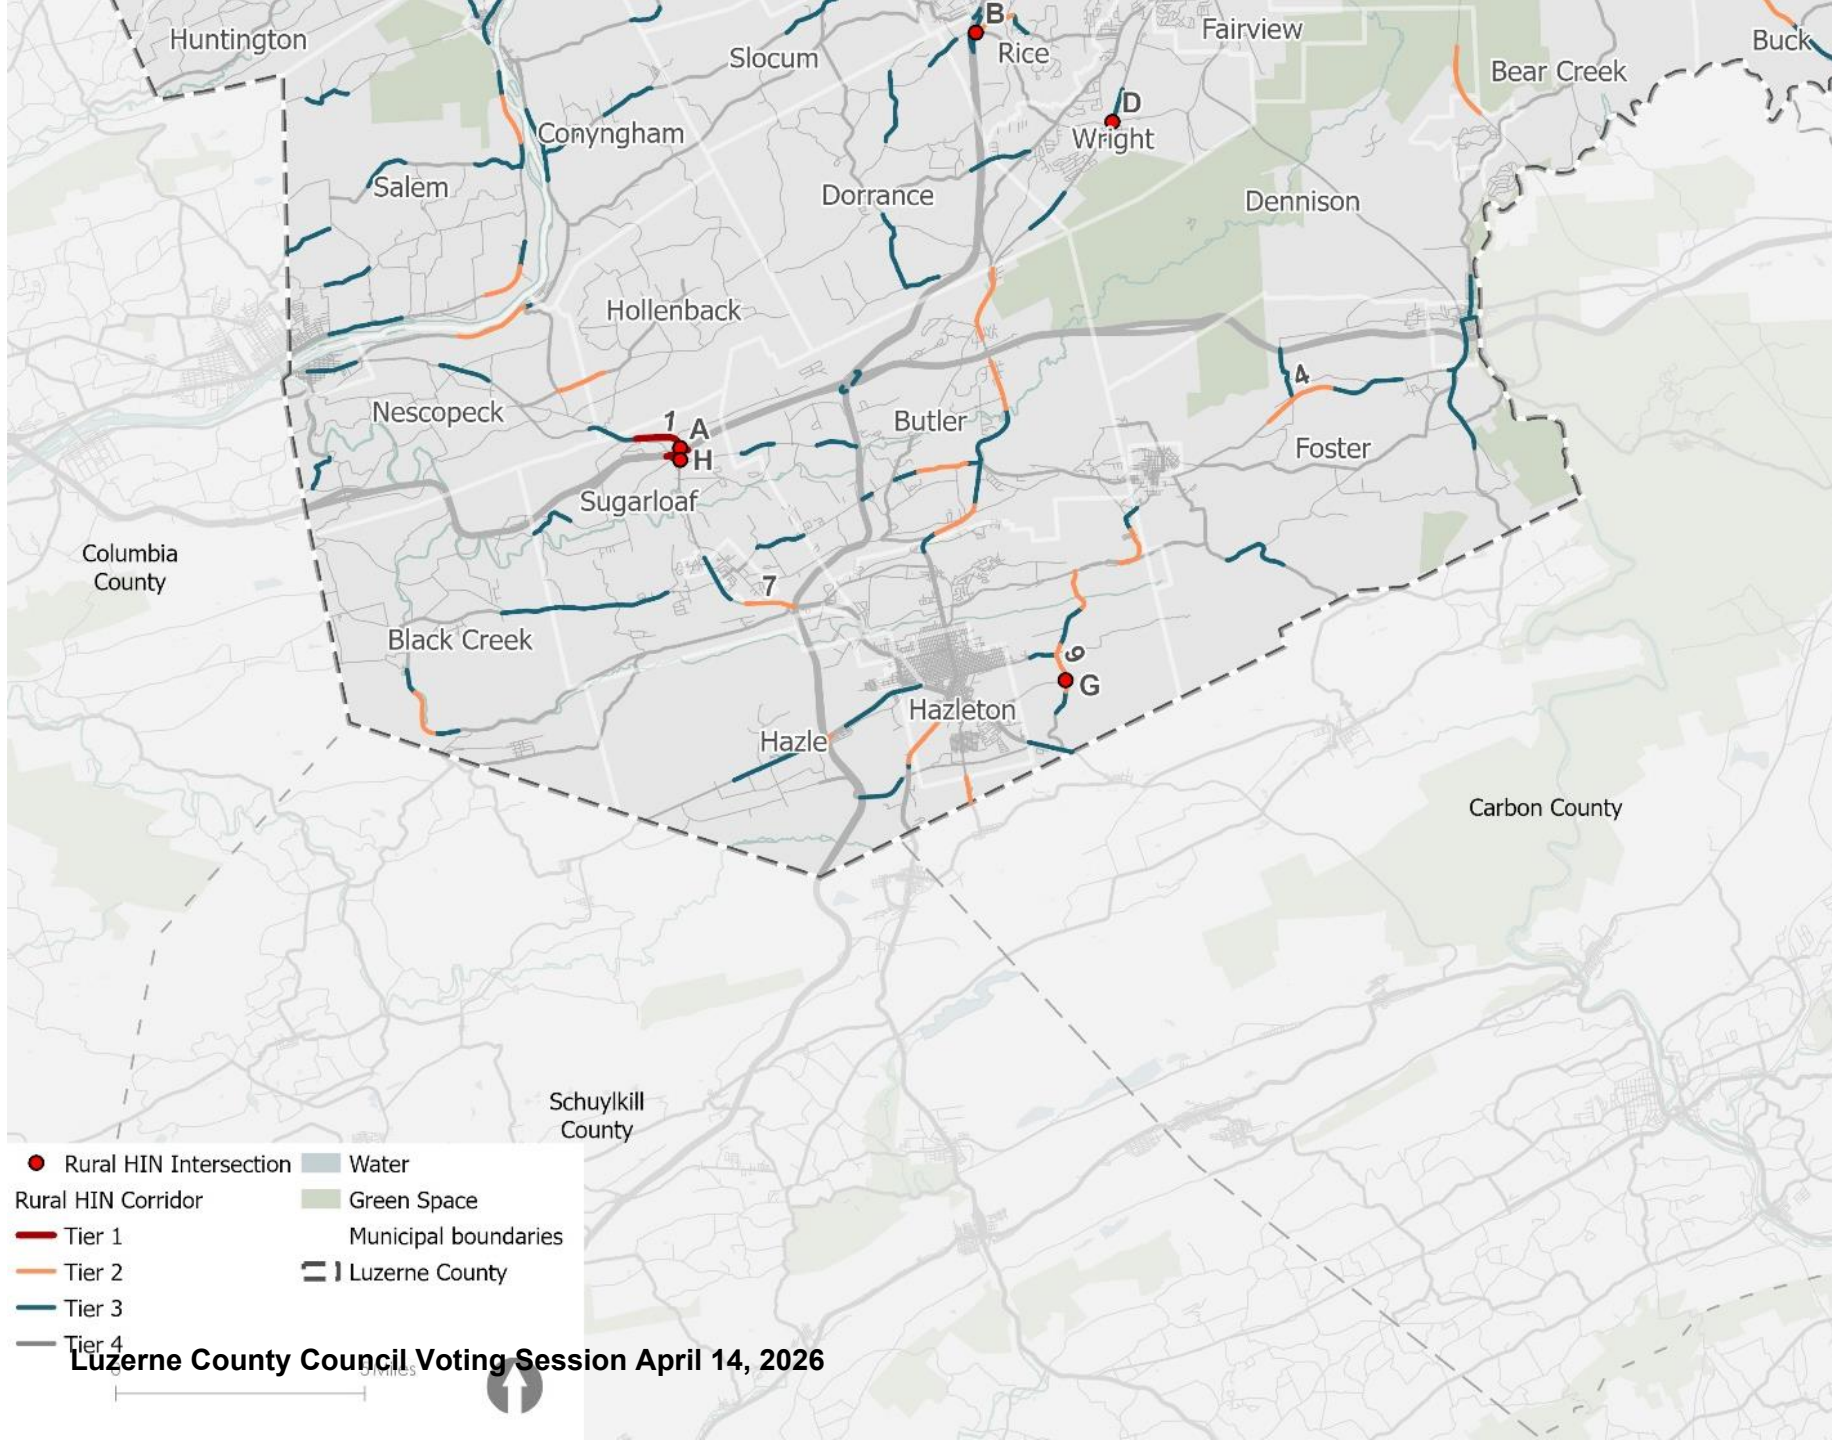 Huntington
Slocum
B
Rice
Fairview
Buck
Bear Creek
Conyngham
D
Wright
Salem
Dorrance
Dennison
Hollenback
4
Nescopeck
1
A
H
Butler
Foster
Sugarloaf
Columbia
County
7
Black Creek
9
G
Hazleton
Hazle
Carbon County
Schuylkill
County
Rural HIN Intersection
Rural HIN Corridor
Tier 1
Tier 2
Tier 3
Tier 4
Water
Green Space
Municipal boundaries
Luzerne County
Luzerne County Council Voting Session April 14, 2026
Miles